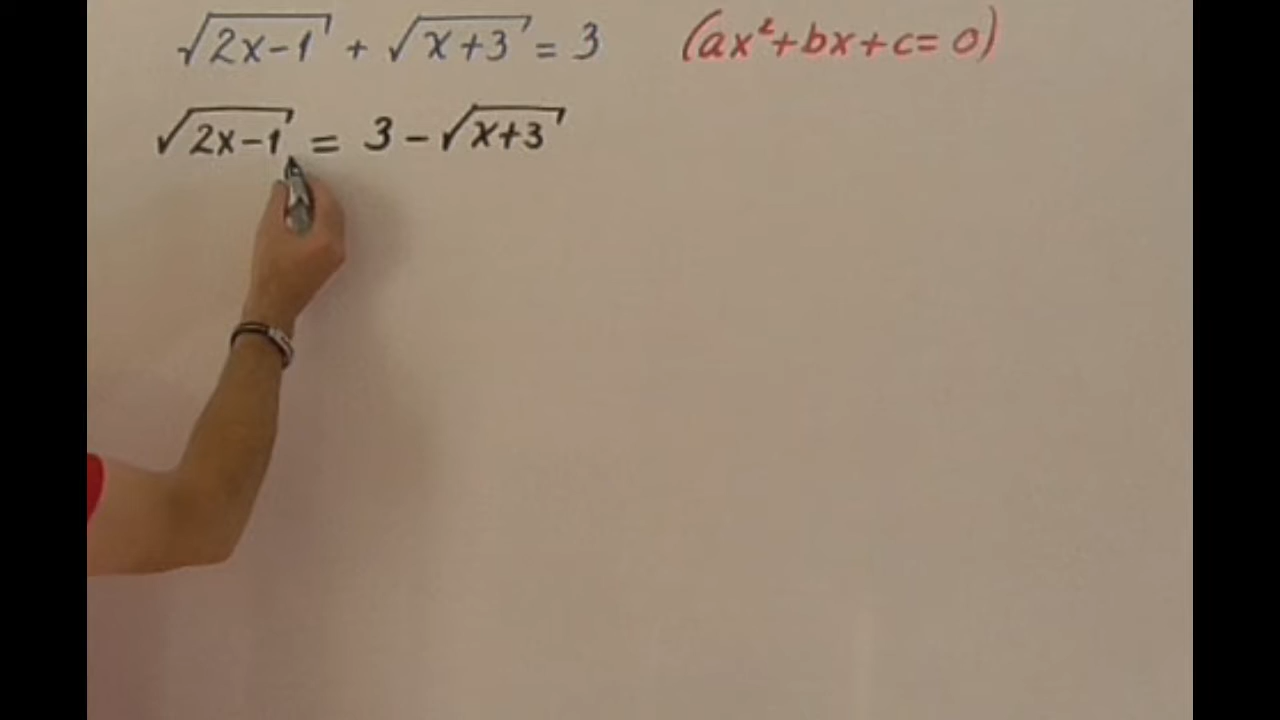 √2x-1 + √x+3 = 3 (ax²+bx+c=0)
√2x-1 = 3-√x+3